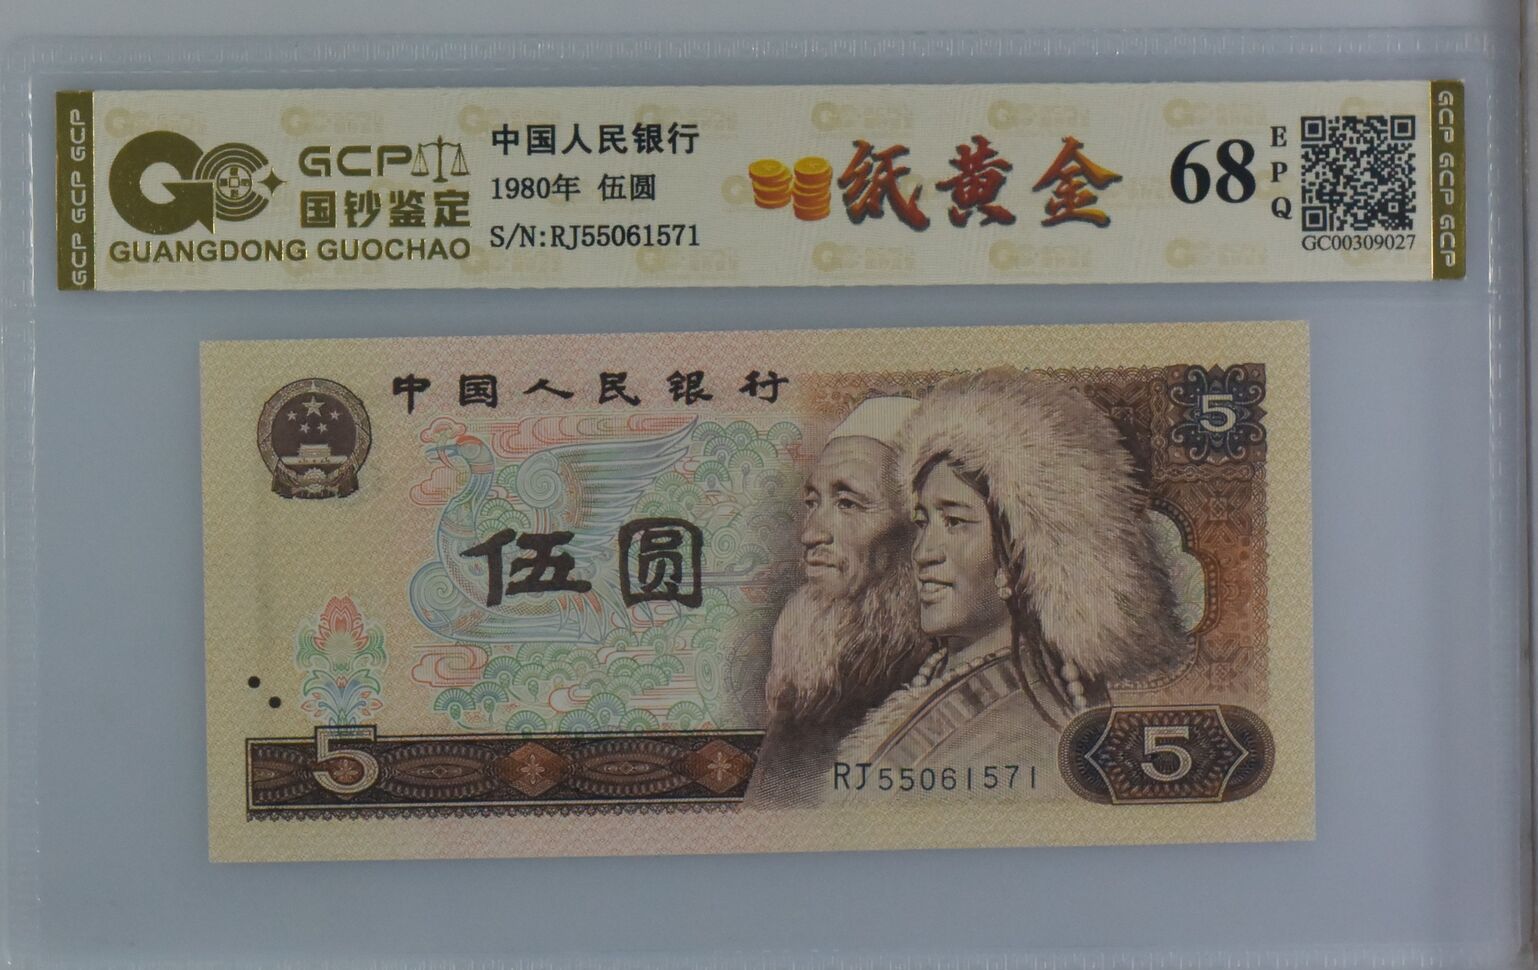 GCP GCP GCP
GCP
国钞鉴定
GUANGDONG GUOCHAO
中国人民银行
1980年 伍圆
S/N:RJ55061571
纸黄金
68
EPQ
GC00309027
GCP GCP GCP
中国人民银行
5
伍圆
5
RJ55061571
5